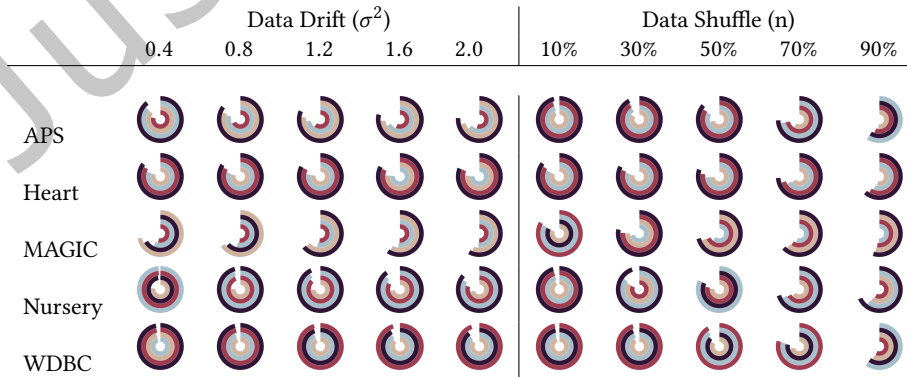 Data Drift (σ²) Data Shuffle (n)
0.4 0.8 1.2 1.6 2.0 10% 30% 50% 70% 90%
APS
Heart
MAGIC
Nursery
WDBC
Jus